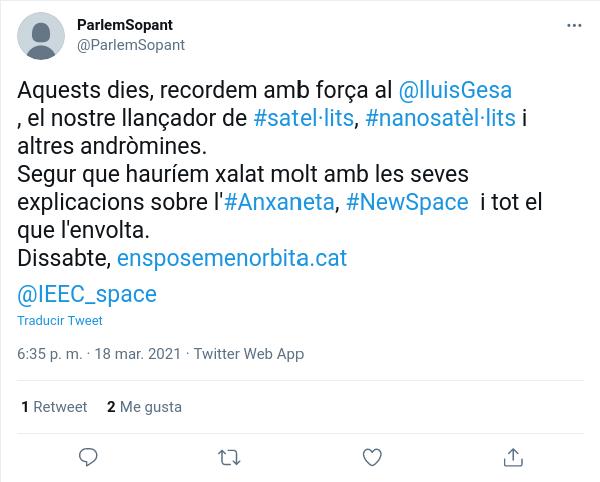 ParlemSopant
@ParlemSopant
Aquests dies, recordem amb força al @lluisGesa
, el nostre llançador de #satel·lits, #nanosatèl·lits i
altres andròmines.
Segur que hauríem xalat molt amb les seves
explicacions sobre l'#Anxaneta, #NewSpace i tot el
que l'envolta.
Dissabte, ensposemenorbita.cat
@IEEC_space
Traducir Tweet
6:35 p. m. · 18 mar. 2021 · Twitter Web App
1 Retweet 2 Me gusta